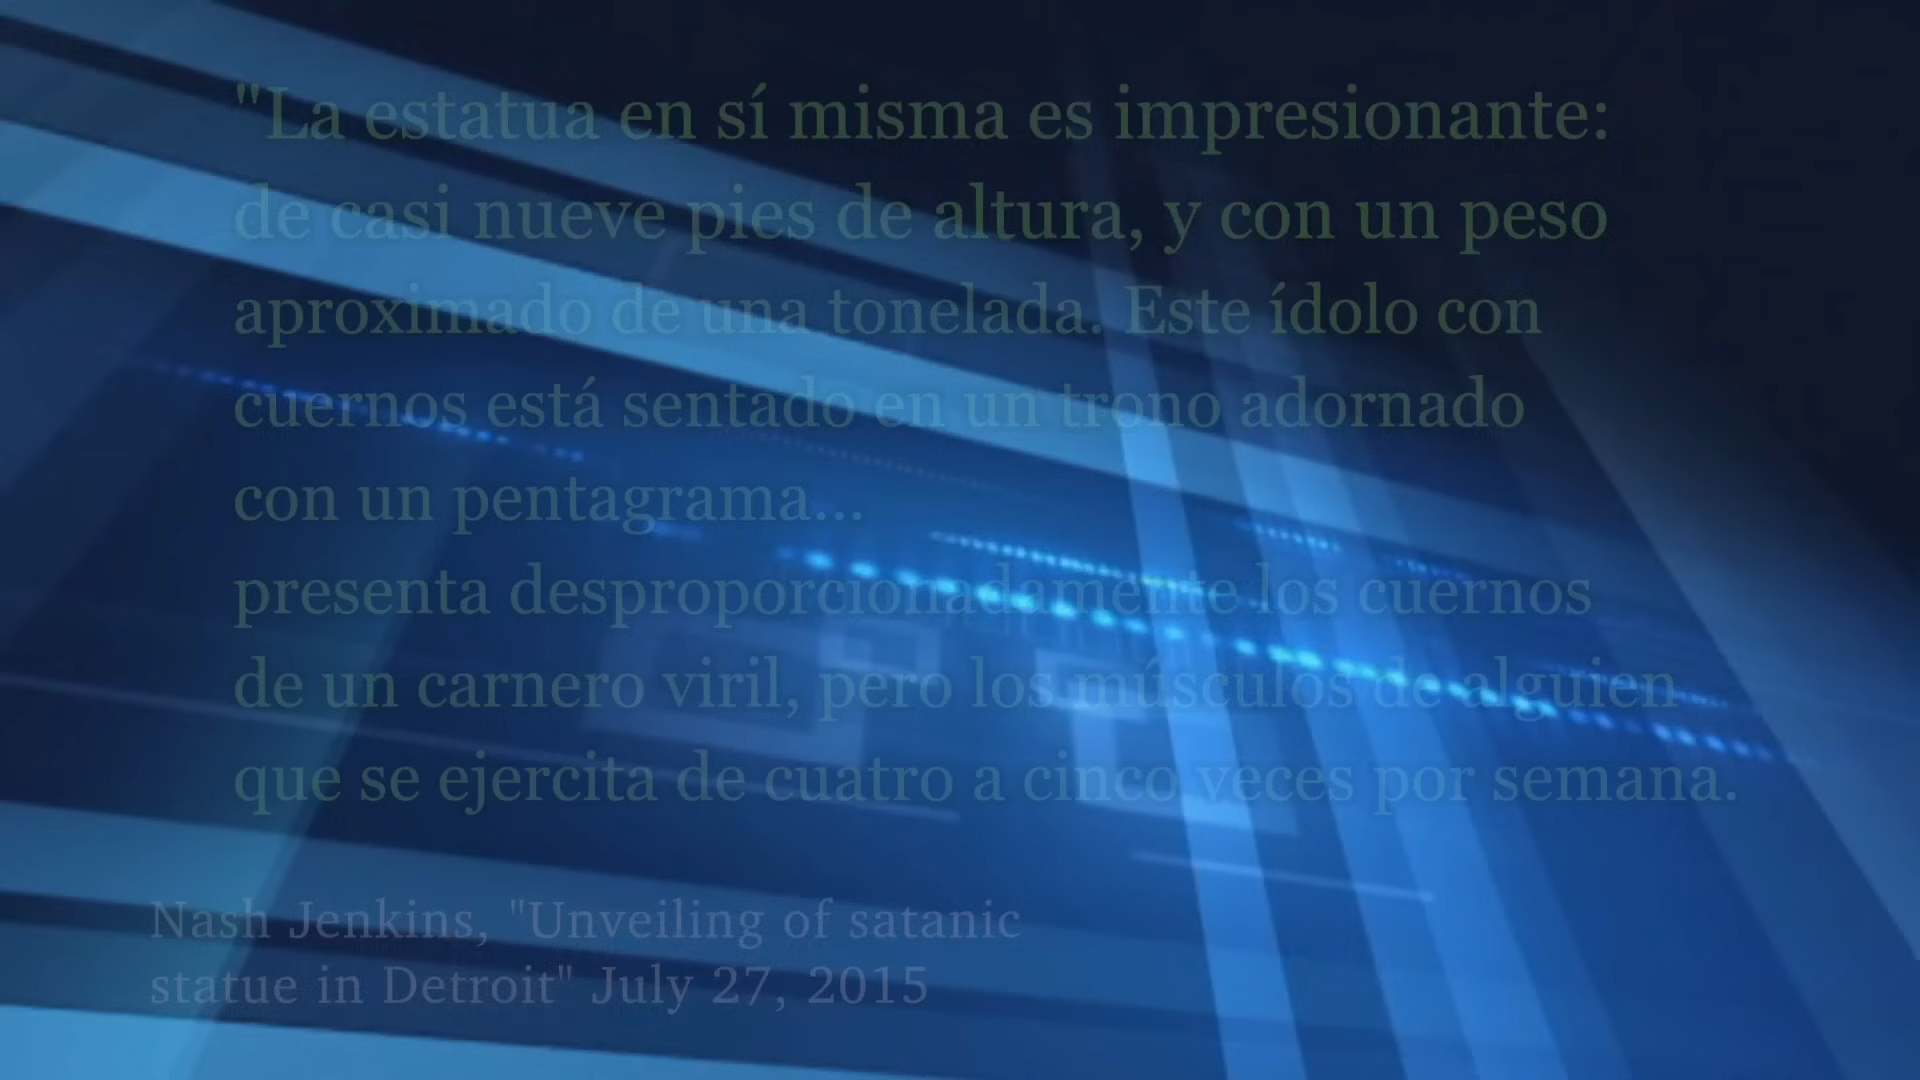 "La estatua en sí misma es impresionante:
de casi nueve pies de altura, y con un peso
aproximado de una tonelada. Este ídolo con
cuernos está sentado en un trono adornado
con un pentagrama...
presenta desproporcionadamente los cuernos
de un carnero viril, pero los músculos de alguien
que se ejercita de cuatro a cinco veces por semana.
Nash Jenkins, "Unveiling of satanic
statue in Detroit" July 27, 2015